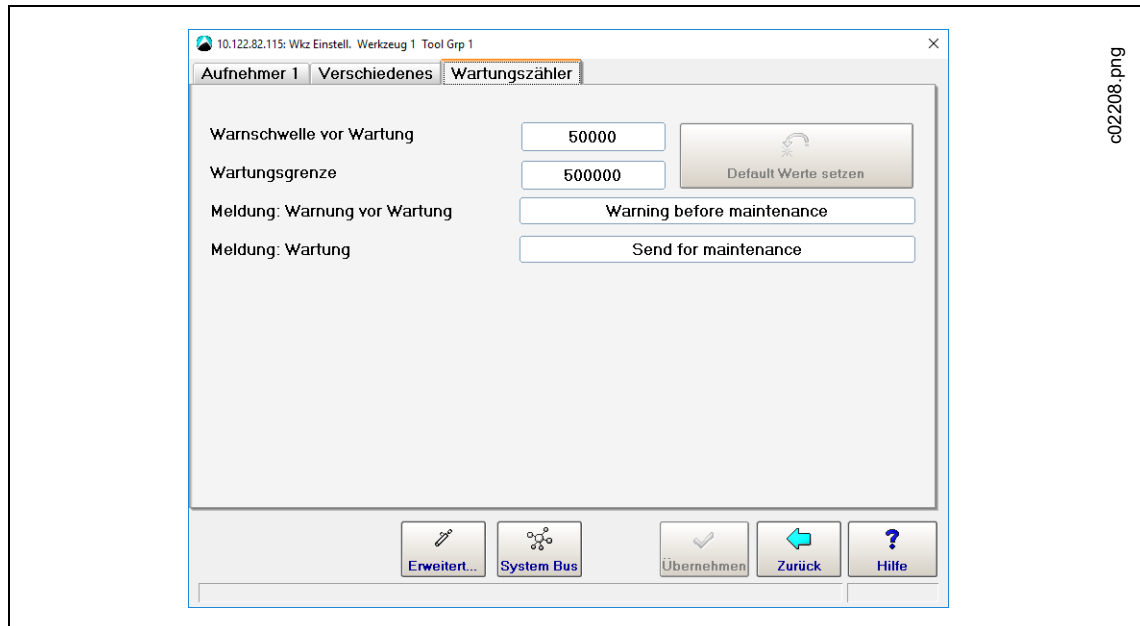 10.122.82.115: Wkz Einstell. Werkzeug 1 Tool Grp 1
Aufnehmer 1 Verschiedenes Wartungszähler
Warnschwelle vor Wartung 50000
Default Werte setzen
Wartungsgrenze 500000
Meldung: Warnung vor Wartung Warning before maintenance
Meldung: Wartung Send for maintenance
Erweitert... System Bus Übernehmen Zurück Hilfe
c02208.png